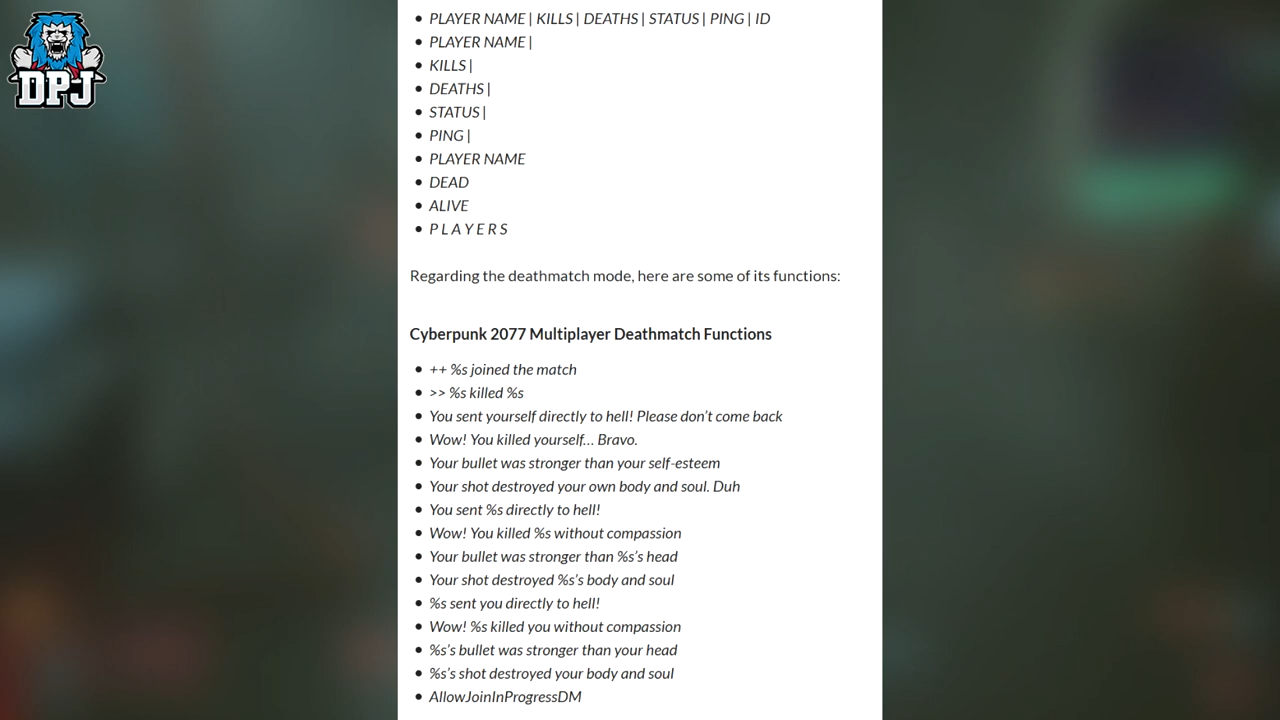 DPJ
PLAYER NAME | KILLS | DEATHS | STATUS | PING | ID
PLAYER NAME |
KILLS |
DEATHS |
STATUS |
PING |
PLAYER NAME
DEAD
ALIVE
P L A Y E R S
Regarding the deathmatch mode, here are some of its functions:
Cyberpunk 2077 Multiplayer Deathmatch Functions
++ %s joined the match
>> %s killed %s
You sent yourself directly to hell! Please don’t come back
Wow! You killed yourself… Bravo.
Your bullet was stronger than your self-esteem
Your shot destroyed your own body and soul. Duh
You sent %s directly to hell!
Wow! You killed %s without compassion
Your bullet was stronger than %s’s head
Your shot destroyed %s’s body and soul
%s sent you directly to hell!
Wow! %s killed you without compassion
%s’s bullet was stronger than your head
%s’s shot destroyed your body and soul
AllowJoinInProgressDM